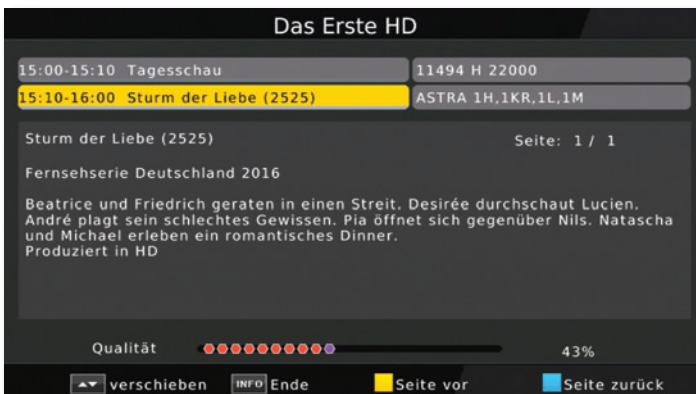 Das Erste HD
15:00-15:10 Tagesschau 11494 H 22000
15:10-16:00 Sturm der Liebe (2525) ASTRA 1H,1KR,1L,1M
Sturm der Liebe (2525) Seite: 1 / 1
Fernsehserie Deutschland 2016
Beatrice und Friedrich geraten in einen Streit. Desirée durchschaut Lucien.
André plagt sein schlechtes Gewissen. Pia öffnet sich gegenüber Nils. Natascha
und Michael erleben ein romantisches Dinner.
Produziert in HD
Qualität 43%
verschieben INFO Ende Seite vor Seite zurück